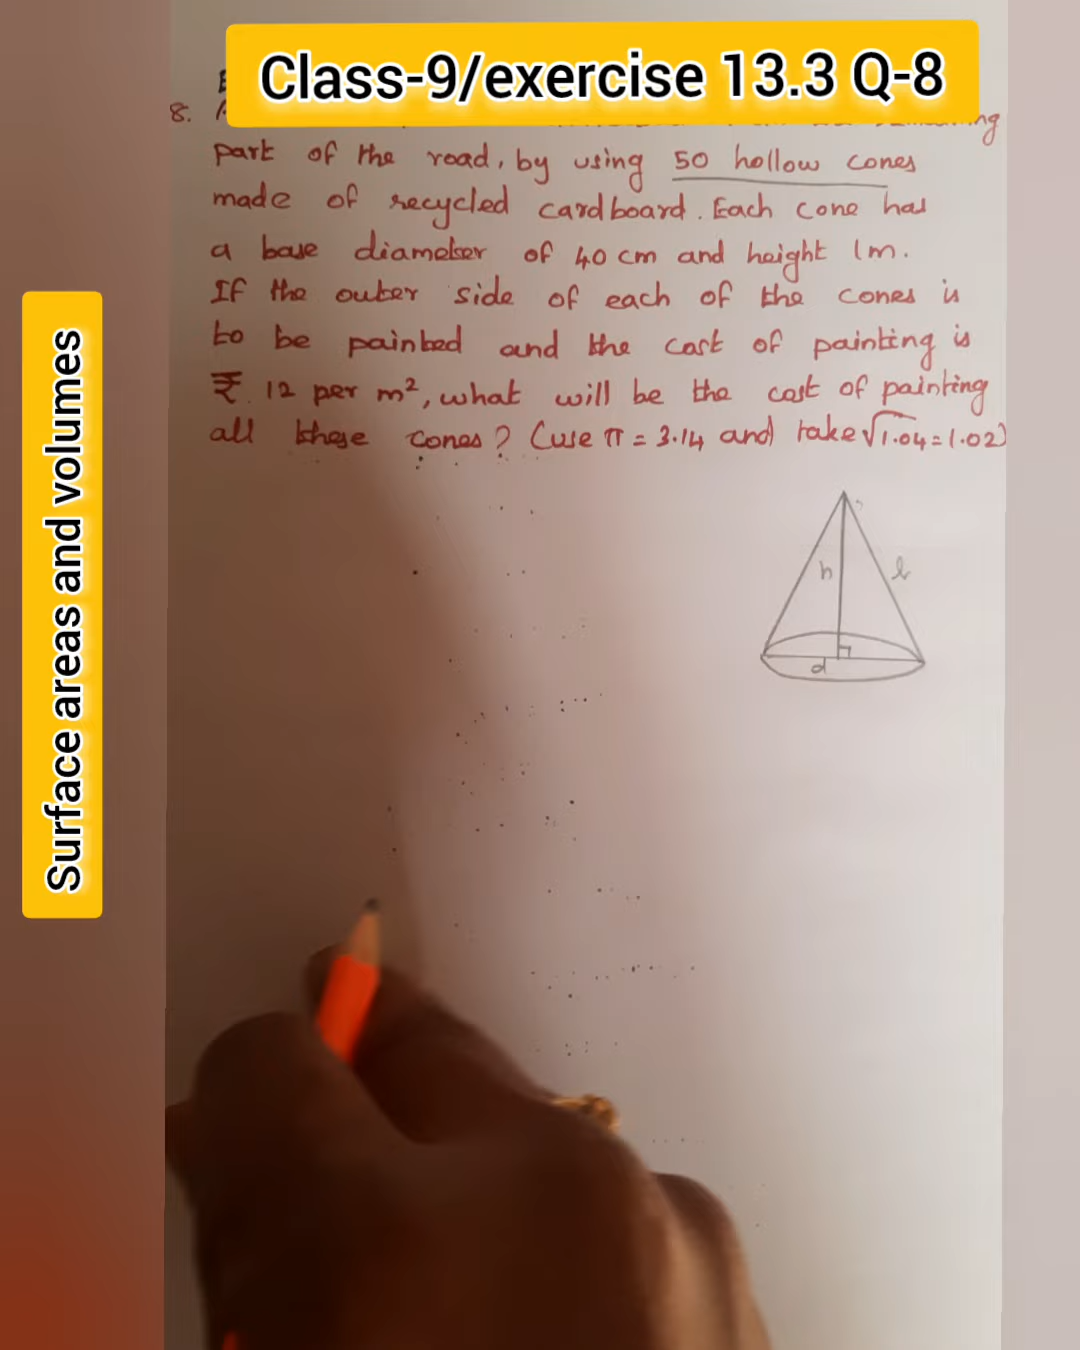 Class-9/exercise 13.3 Q-8
8.
part of the road, by using 50 hollow cones
made of recycled cardboard. Each cone has
a base diameter of 40 cm and height 1m.
If the outer side of each of the cones is
to be painted and the cost of painting is
₹ 12 per m², what will be the cost of painting
all these cones? (use π = 3.14 and take √1.04 = 1.02)
h
l
d
Surface areas and volumes